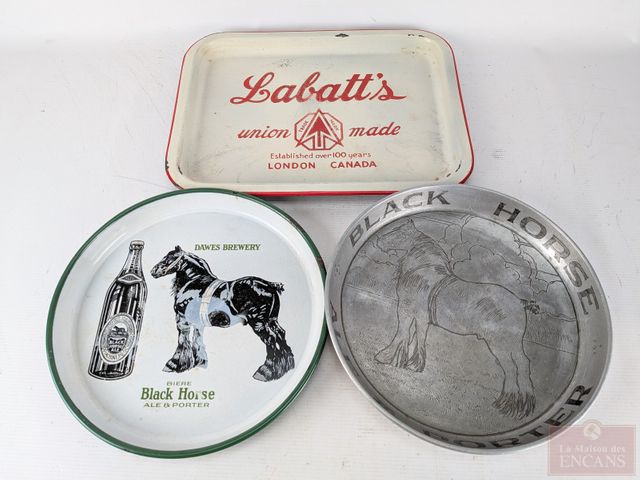 Labatt's
union made
Established over 100 years
LONDON CANADA
DAWES BREWERY
BLACK
ALE
BIERE
Black Horse
ALE & PORTER
BLACK HORSE
PORTER
La Maison des
ENCANS